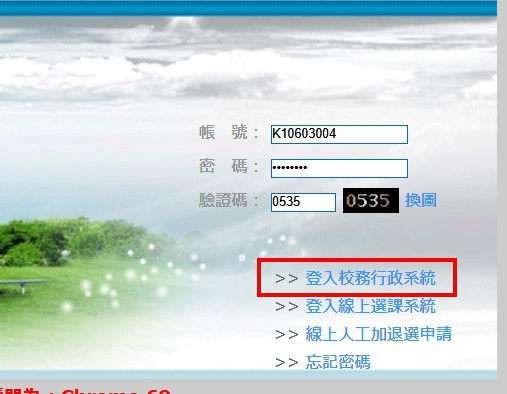 帳　號： K10603004
密　碼： ••••••••
驗證碼： 0535 0535 換圖
>> 登入校務行政系統
>> 登入線上選課系統
>> 線上人工加退選申請
>> 忘記密碼